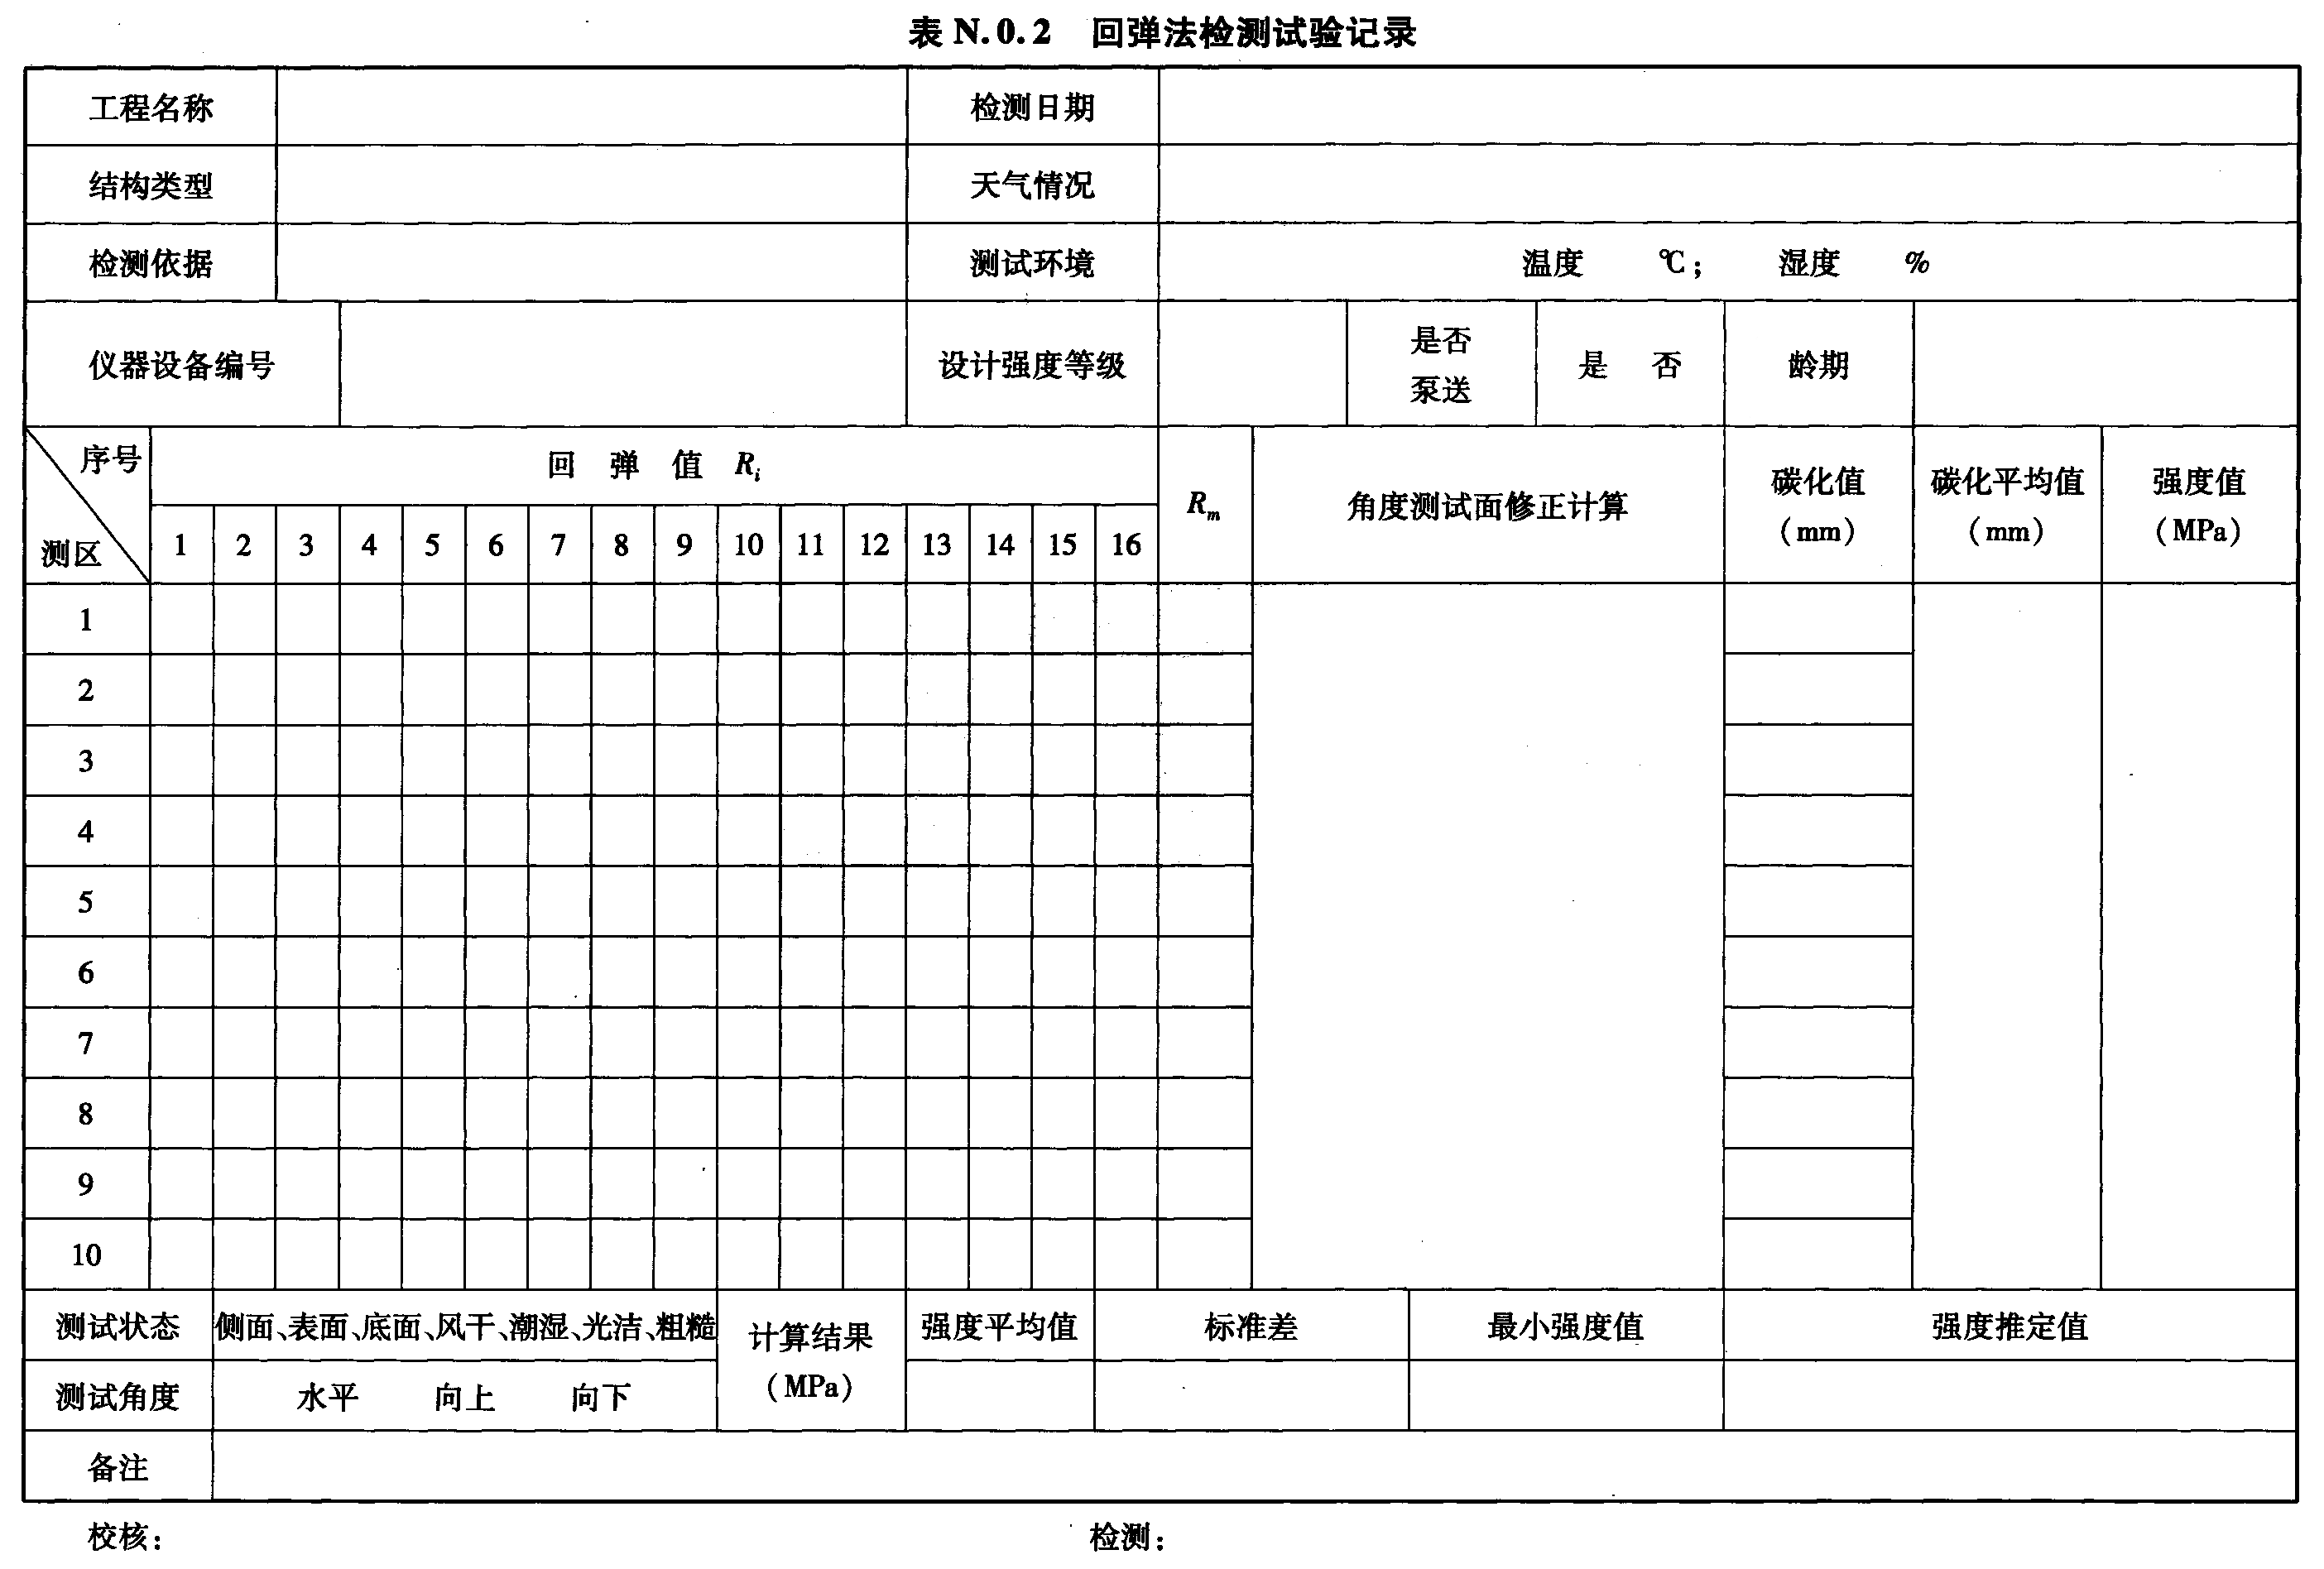 表 N.0.2 回弹法检测试验记录
工程名称 检测日期
结构类型 天气情况
检测依据 测试环境 温度 ℃； 湿度 %
仪器设备编号 设计强度等级 是否泵送 是 否 龄期
序号 回 弹 值 Ri Rm 角度测试面修正计算 碳化值（mm） 碳化平均值（mm） 强度值（MPa）
测区 1 2 3 4 5 6 7 8 9 10 11 12 13 14 15 16
1
2
3
4
5
6
7
8
9
10
测试状态 侧面、表面、底面、风干、潮湿、光洁、粗糙 计算结果（MPa） 强度平均值 标准差 最小强度值 强度推定值
测试角度 水平 向上 向下
备注
校核： 检测：